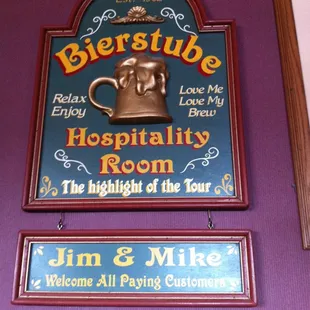 Bierstube
Relax
Enjoy
Love Me
Love My
Brew
Hospitality
Room
The highlight of the Tour
Jim & Mike
Welcome All Paying Customers